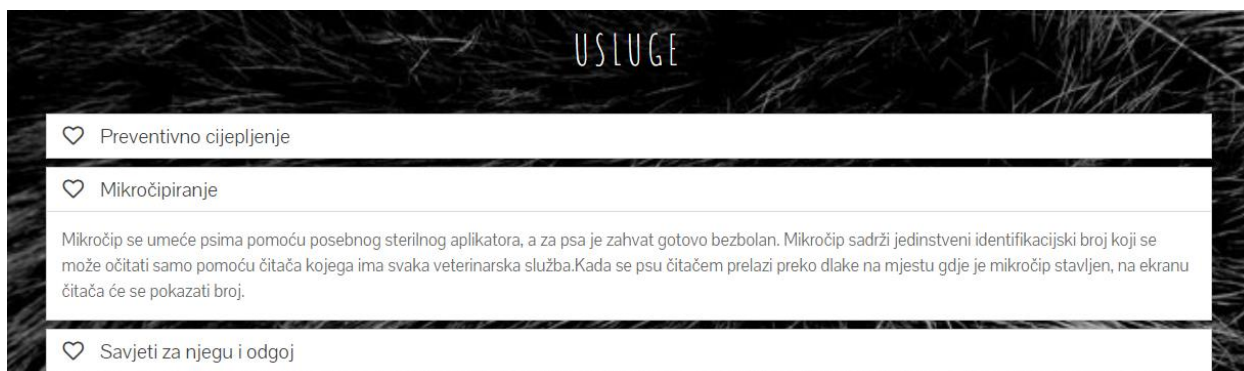 USLUGE
Preventivno cijepljenje
Mikročipiranje
Mikročip se umeće psima pomoću posebnog sterilnog aplikatora, a za psa je zahvat gotovo bezbolan. Mikročip sadrži jedinstveni identifikacijski broj koji se
može očitati samo pomoću čitača kojega ima svaka veterinarska služba.Kada se psu čitačem prelazi preko dlake na mjestu gdje je mikročip stavljen, na ekranu
čitača će se pokazati broj.
Savjeti za njegu i odgoj